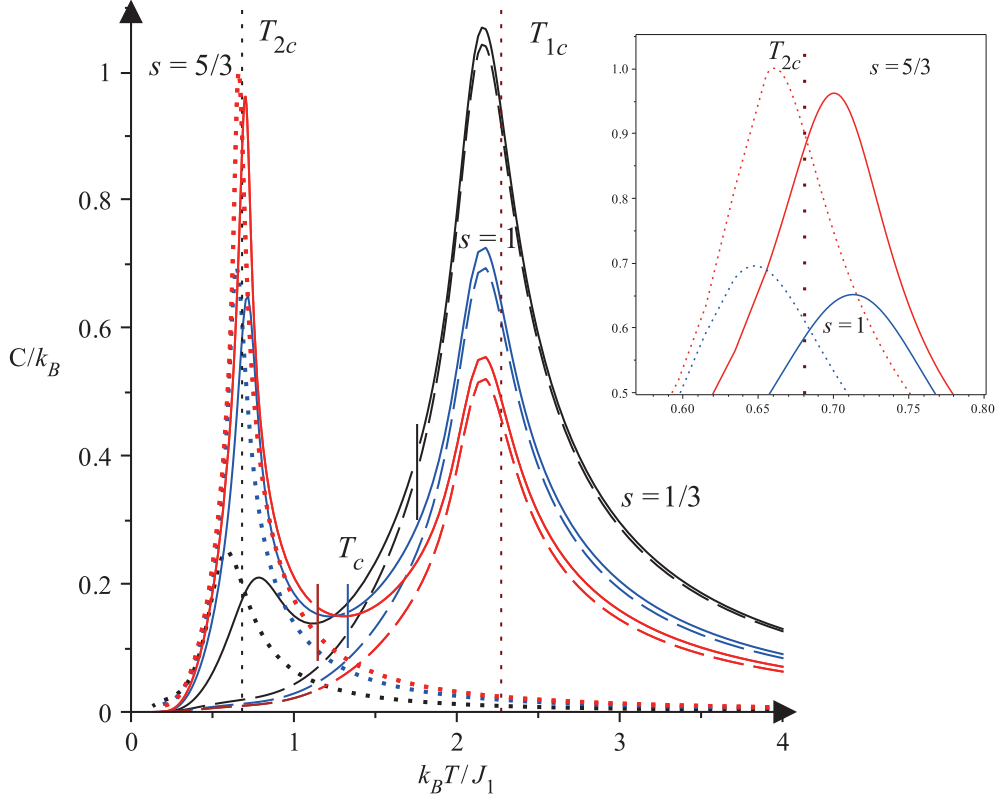 T2c
T1c
s = 5/3
1
0.8
s = 1
0.6
C/kB
0.4
s = 1/3
Tc
0.2
0
0
1
2
3
4
kBT/J1
T2c
s = 5/3
1.0
0.9
0.8
0.7
s = 1
0.6
0.5
0.60
0.65
0.70
0.75
0.80